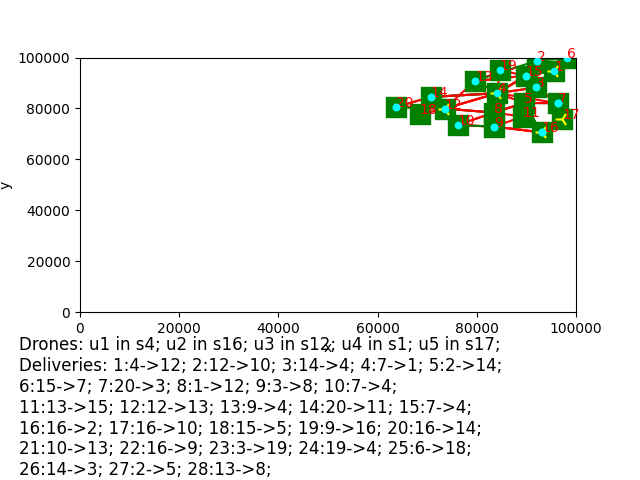 100000
80000
60000
40000
20000
0
y
0 20000 40000 60000 80000 100000
x
2
6
19
4
17
Drones: u1 in s4; u2 in s16; u3 in s12; u4 in s1; u5 in s17;
Deliveries: 1:4->12; 2:12->10; 3:14->4; 4:7->1; 5:2->14;
6:15->7; 7:20->3; 8:1->12; 9:3->8; 10:7->4;
11:13->15; 12:12->13; 13:9->4; 14:20->11; 15:7->4;
16:16->2; 17:16->10; 18:15->5; 19:9->16; 20:16->14;
21:10->13; 22:16->9; 23:3->19; 24:19->4; 25:6->18;
26:14->3; 27:2->5; 28:13->8;